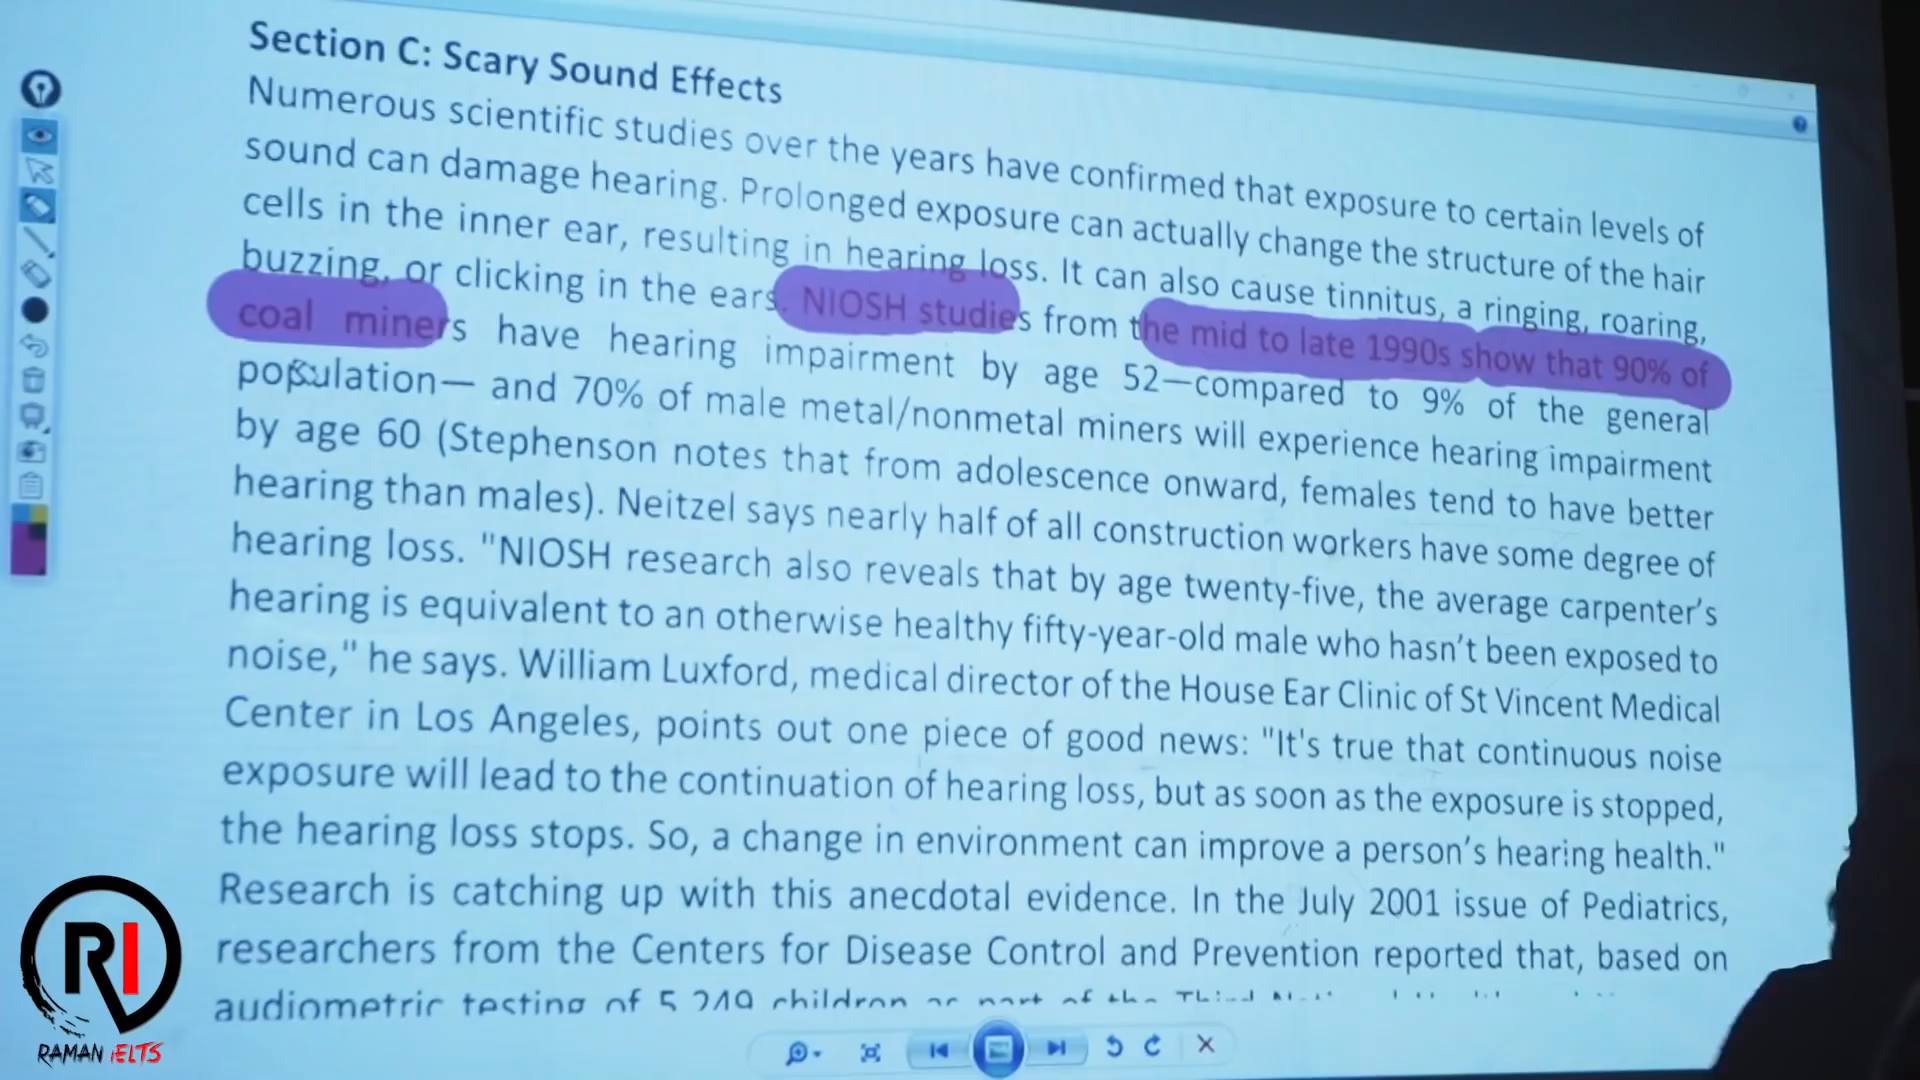 Section C: Scary Sound Effects
Numerous scientific studies over the years have confirmed that exposure to certain levels of
sound can damage hearing. Prolonged exposure can actually change the structure of the hair
cells in the inner ear, resulting in hearing loss. It can also cause tinnitus, a ringing, roaring,
buzzing, or clicking in the ears. NIOSH studies from the mid to late 1990s show that 90% of
coal miners have hearing impairment by age 52—compared to 9% of the general
population— and 70% of male metal/nonmetal miners will experience hearing impairment
by age 60 (Stephenson notes that from adolescence onward, females tend to have better
hearing than males). Neitzel says nearly half of all construction workers have some degree of
hearing loss. "NIOSH research also reveals that by age twenty-five, the average carpenter's
hearing is equivalent to an otherwise healthy fifty-year-old male who hasn't been exposed to
noise," he says. William Luxford, medical director of the House Ear Clinic of St Vincent Medical
Center in Los Angeles, points out one piece of good news: "It's true that continuous noise
exposure will lead to the continuation of hearing loss, but as soon as the exposure is stopped,
the hearing loss stops. So, a change in environment can improve a person's hearing health."
Research is catching up with this anecdotal evidence. In the July 2001 issue of Pediatrics,
researchers from the Centers for Disease Control and Prevention reported that, based on
audiometric testing of 5,249 children as part of the Third
RI
RAMAN iELTS